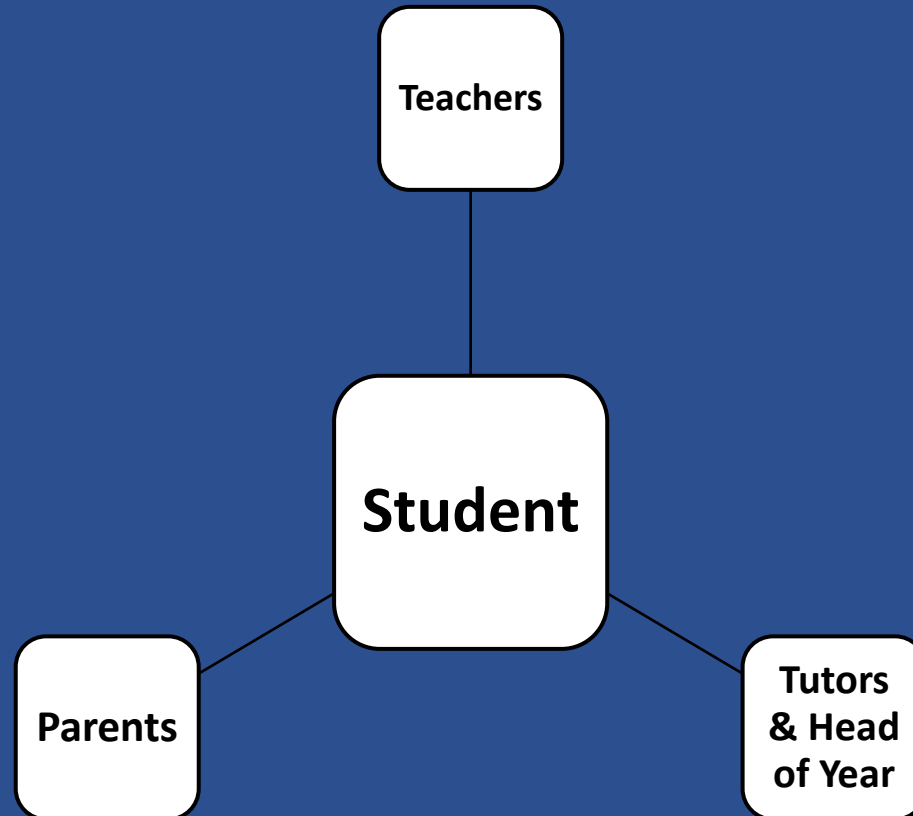 Teachers
Student
Parents
Tutors
& Head
of Year